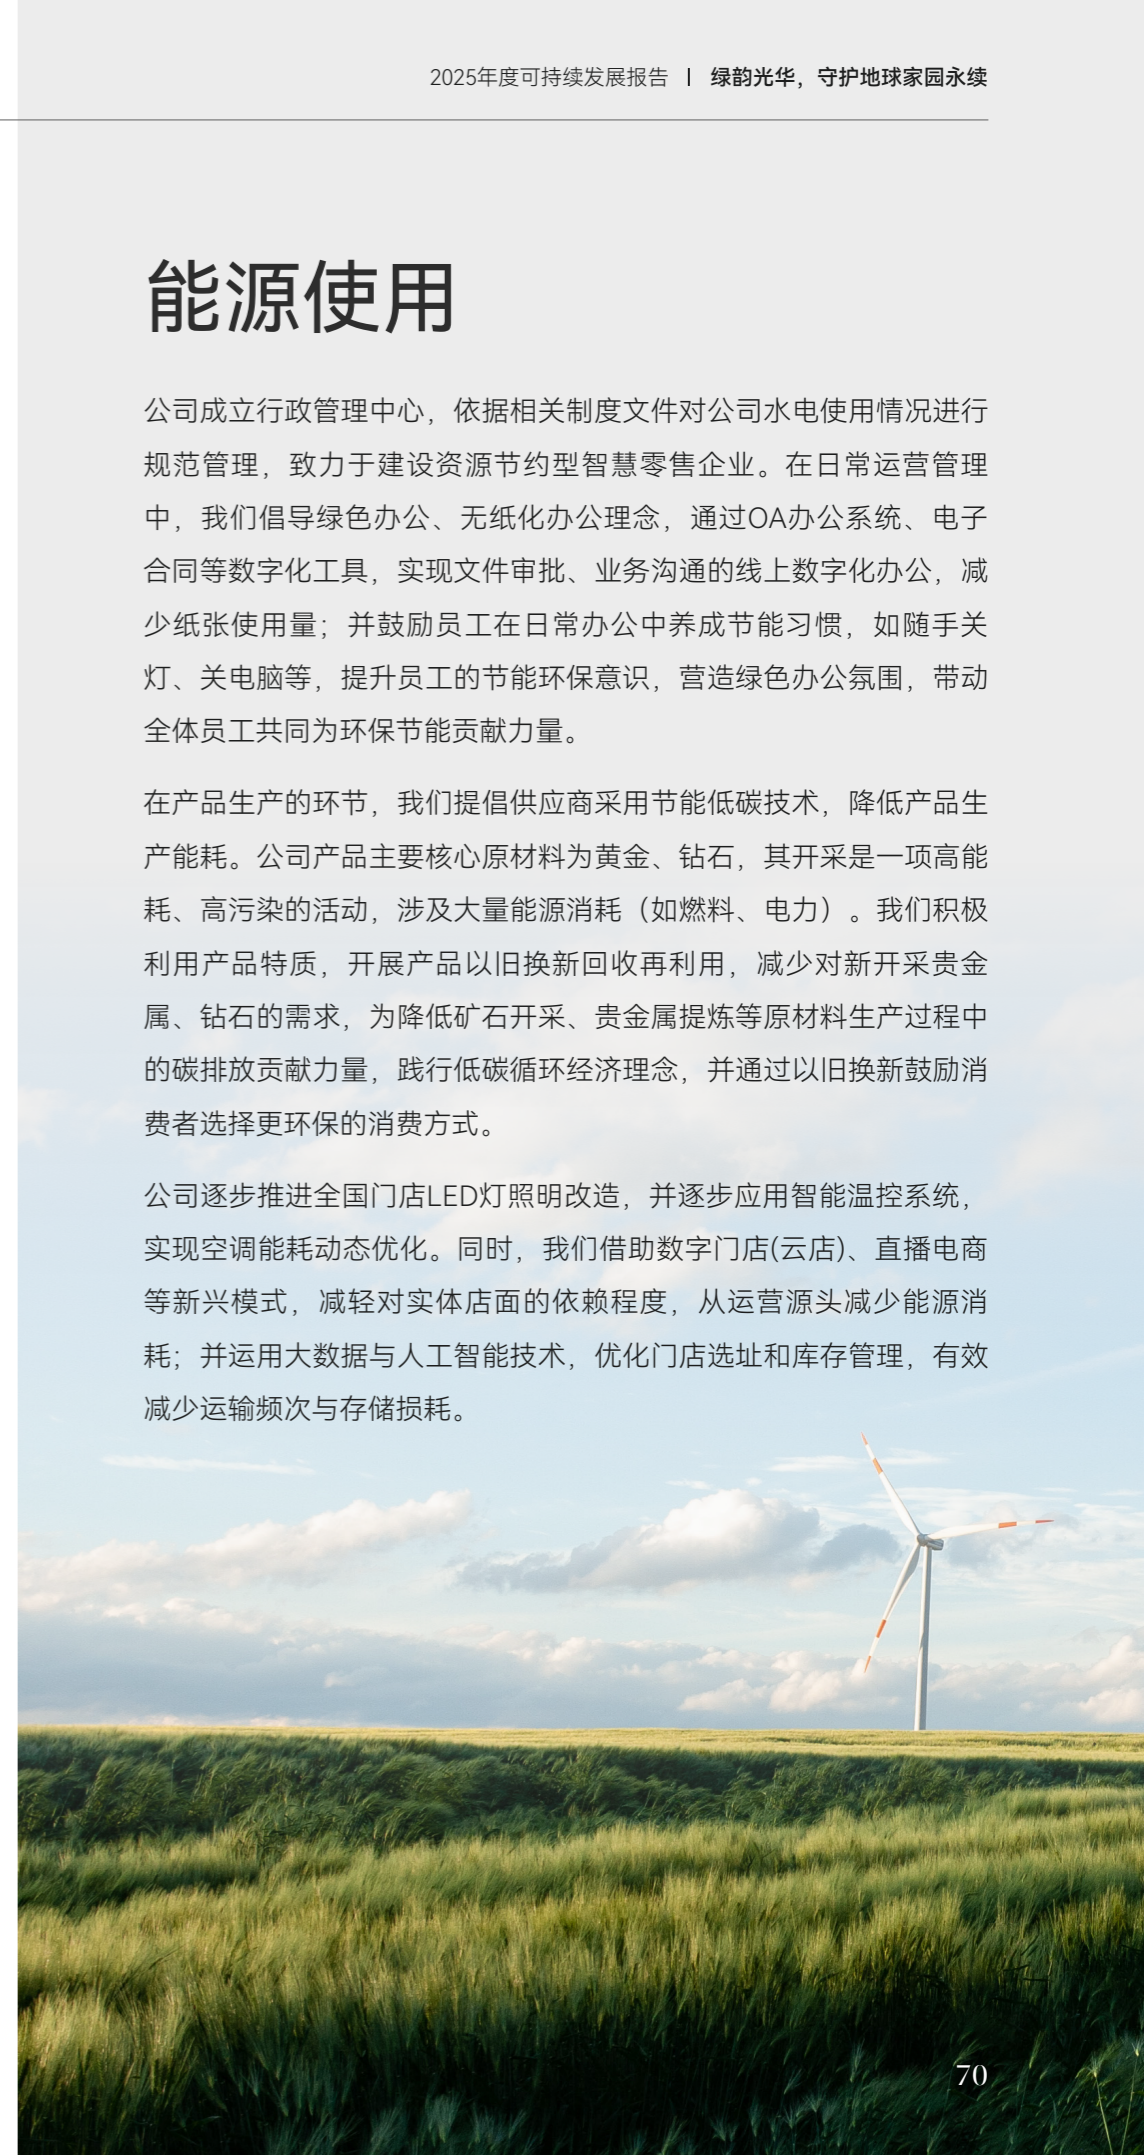 2025年度可持续发展报告 | 绿韵光华，守护地球家园永续
能源使用
公司成立行政管理中心，依据相关制度文件对公司水电使用情况进行
规范管理，致力于建设资源节约型智慧零售企业。在日常运营管理
中，我们倡导绿色办公、无纸化办公理念，通过OA办公系统、电子
合同等数字化工具，实现文件审批、业务沟通的线上数字化办公，减
少纸张使用量；并鼓励员工在日常办公中养成节能习惯，如随手关
灯、关电脑等，提升员工的节能环保意识，营造绿色办公氛围，带动
全体员工共同为环保节能贡献力量。
在产品生产的环节，我们提倡供应商采用节能低碳技术，降低产品生
产能耗。公司产品主要核心原材料为黄金、钻石，其开采是一项高能
耗、高污染的活动，涉及大量能源消耗（如燃料、电力）。我们积极
利用产品特质，开展产品以旧换新回收再利用，减少对新开采贵金
属、钻石的需求，为降低矿石开采、贵金属提炼等原材料生产过程中
的碳排放贡献力量，践行低碳循环经济理念，并通过以旧换新鼓励消
费者选择更环保的消费方式。
公司逐步推进全国门店LED灯照明改造，并逐步应用智能温控系统，
实现空调能耗动态优化。同时，我们借助数字门店(云店)、直播电商
等新兴模式，减轻对实体店面的依赖程度，从运营源头减少能源消
耗；并运用大数据与人工智能技术，优化门店选址和库存管理，有效
减少运输频次与存储损耗。
70